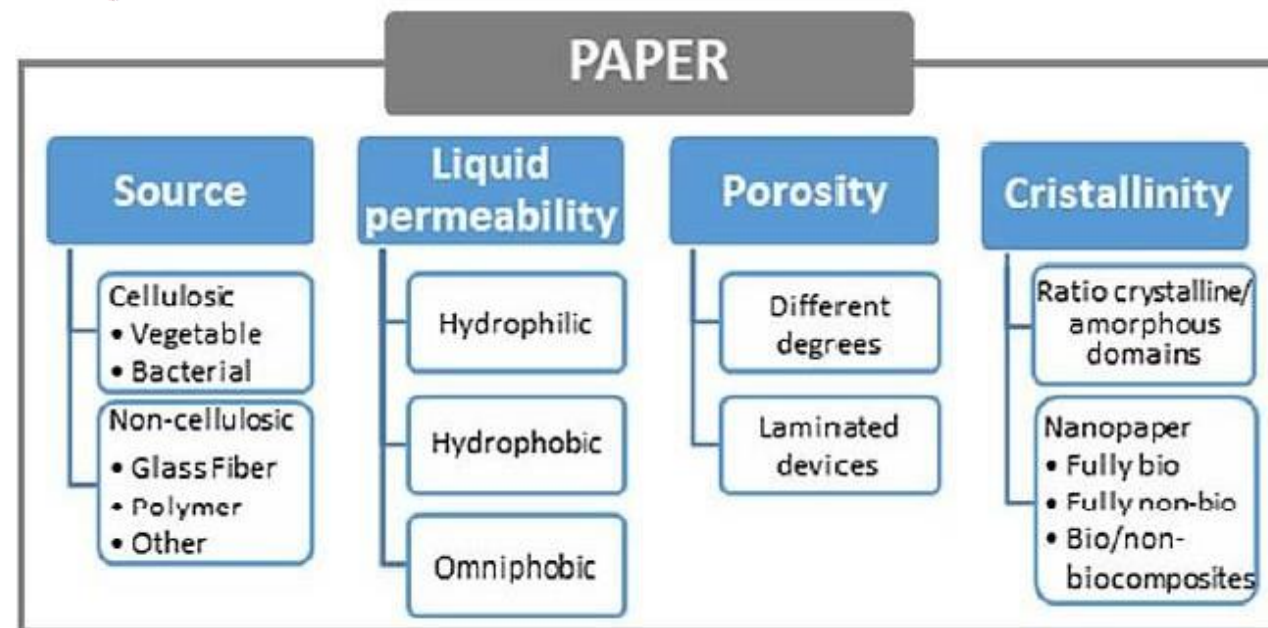 PAPER
Source
Cellulosic
• Vegetable
• Bacterial
Non-cellulosic
• Glass Fiber
• Polymer
• Other
Liquid
permeability
Hydrophilic
Hydrophobic
Omniphobic
Porosity
Different
degrees
Laminated
devices
Cristallinity
Ratio crystalline/
amorphous
domains
Nanopaper
• Fully bio
• Fully non-bio
• Bio/non-
biocomposites